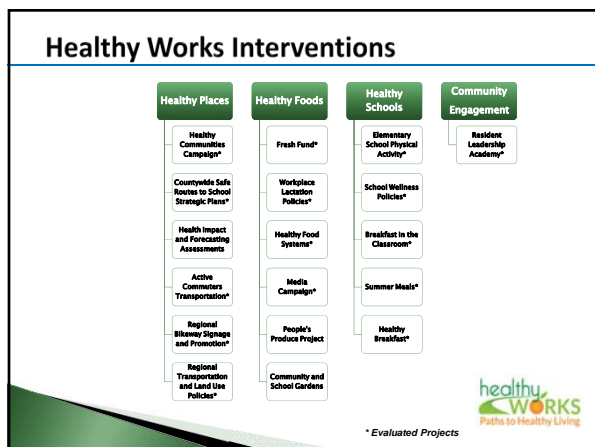 Healthy Works Interventions
Healthy Places
Healthy
Communities
Campaign*
Countywide Safe
Routes to School
Strategic Plans*
Health Impact
and Forecasting
Assessments
Active
Commuters
Transportation*
Regional
Bikeway Signage
and Promotion*
Regional
Transportation
and Land Use
Policies*
Healthy Foods
Fresh Fund*
Workplace
Lactation
Policies*
Healthy Food
Systems*
Media
Campaign*
People's
Produce Project
Community and
School Gardens
Healthy
Schools
Elementary
School Physical
Activity*
School Wellness
Policies*
Breakfast in the
Classroom*
Summer Meals*
Healthy
Breakfast*
Community
Engagement
Resident
Leadership
Academy*
healthy
WORKS
Paths to Healthy Living
* Evaluated Projects